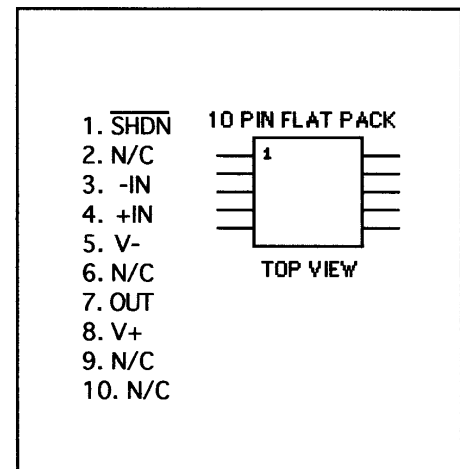 1. SHDN
2. N/C
3. -IN
4. +IN
5. V-
6. N/C
7. OUT
8. V+
9. N/C
10. N/C
10 PIN FLAT PACK
1
TOP VIEW